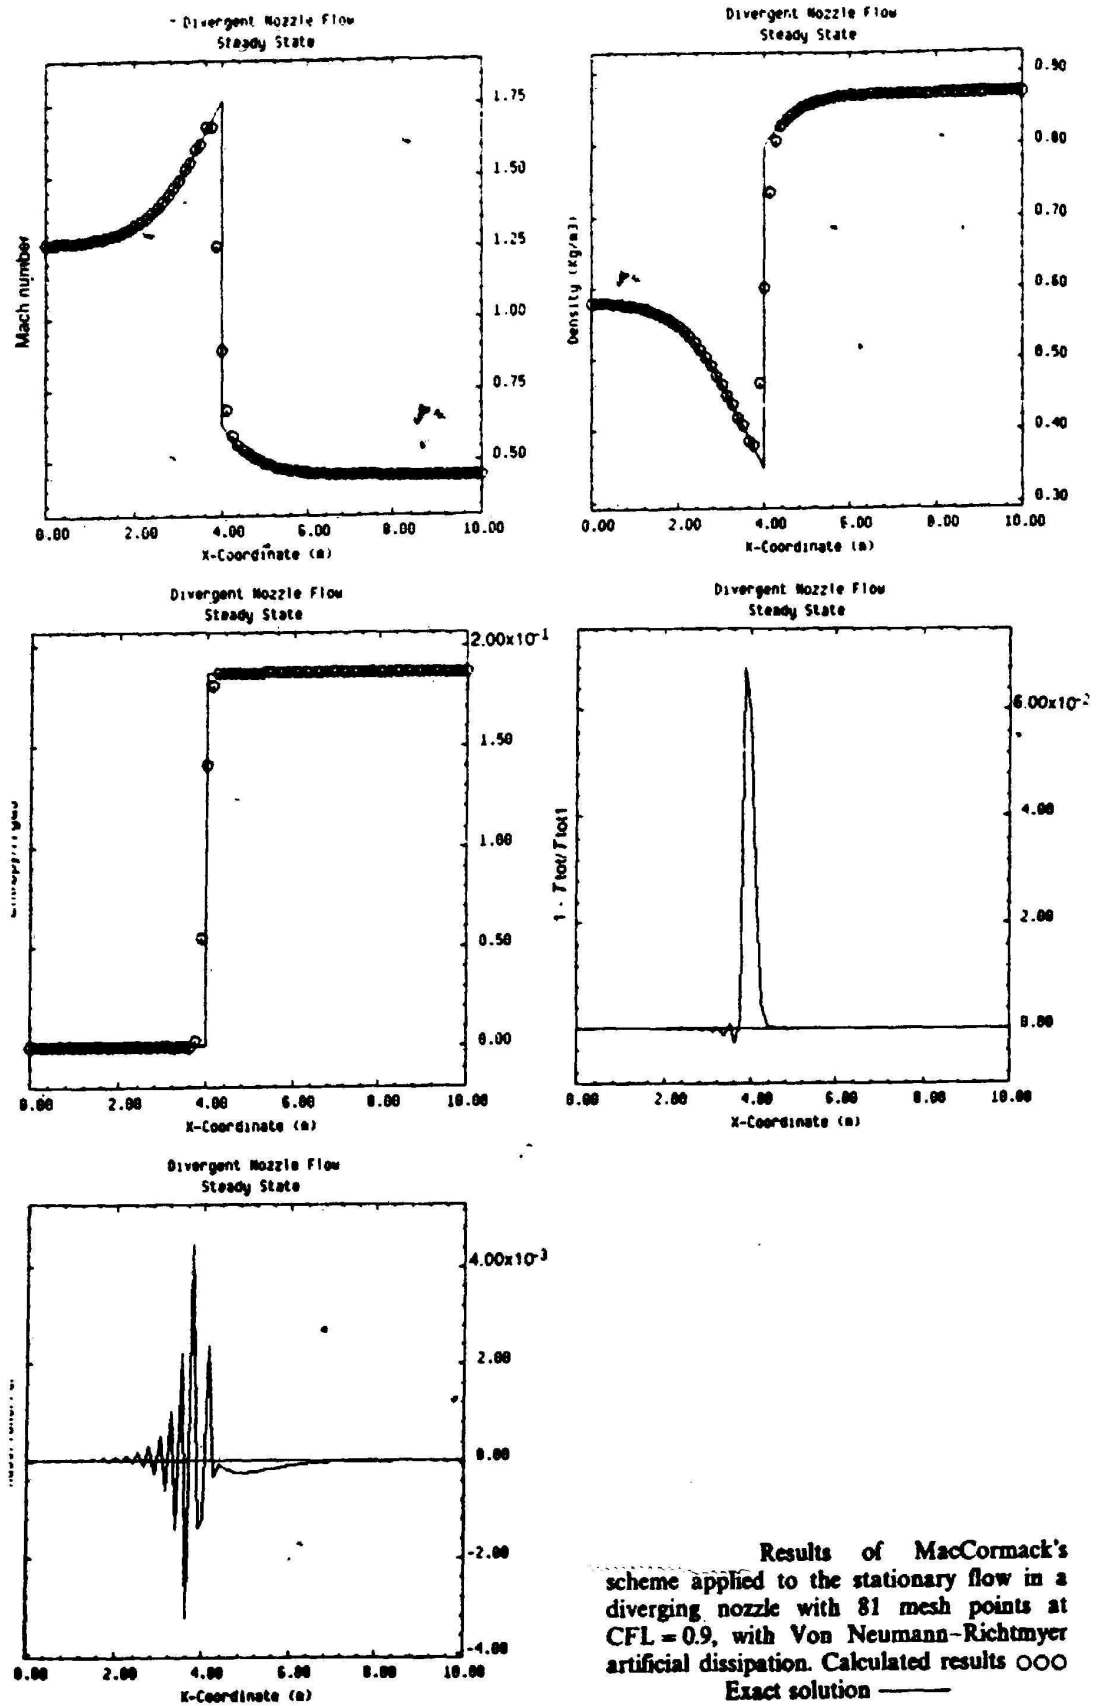 Divergent Nozzle Flow
Steady State
1.75
1.50
1.25
1.00
0.75
0.50
Mach number
0.00 2.00 4.00 6.00 8.00 10.00
X-Coordinate (m)
Divergent Nozzle Flow
Steady State
0.90
0.80
0.70
0.60
0.50
0.40
0.30
Density (Kg/m3)
0.00 2.00 4.00 6.00 8.00 10.00
X-Coordinate (m)
Divergent Nozzle Flow
Steady State
2.00x10-1
1.50
1.00
0.50
0.00
0.00 2.00 4.00 6.00 8.00 10.00
X-Coordinate (m)
Divergent Nozzle Flow
Steady State
6.00x10-2
4.00
2.00
0.00
1 - Ttot/Ttot1
0.00 2.00 4.00 6.00 8.00 10.00
X-Coordinate (m)
Divergent Nozzle Flow
Steady State
4.00x10-3
2.00
0.00
-2.00
-4.00
0.00 2.00 4.00 6.00 8.00 10.00
X-Coordinate (m)
Results of MacCormack's
scheme applied to the stationary flow in a
diverging nozzle with 81 mesh points at
CFL = 0.9, with Von Neumann–Richtmyer
artificial dissipation. Calculated results ○○○
Exact solution ———